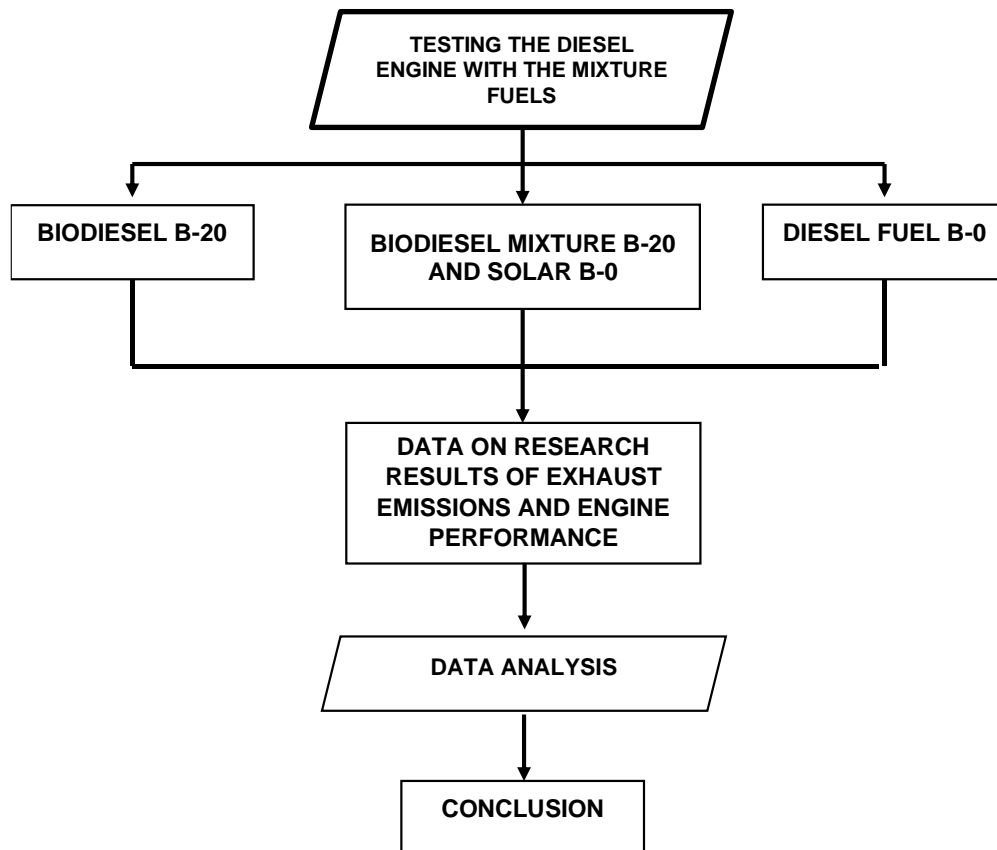 TESTING THE DIESEL
ENGINE WITH THE MIXTURE
FUELS
BIODIESEL B-20
BIODIESEL MIXTURE B-20
AND SOLAR B-0
DIESEL FUEL B-0
DATA ON RESEARCH
RESULTS OF EXHAUST
EMISSIONS AND ENGINE
PERFORMANCE
DATA ANALYSIS
CONCLUSION